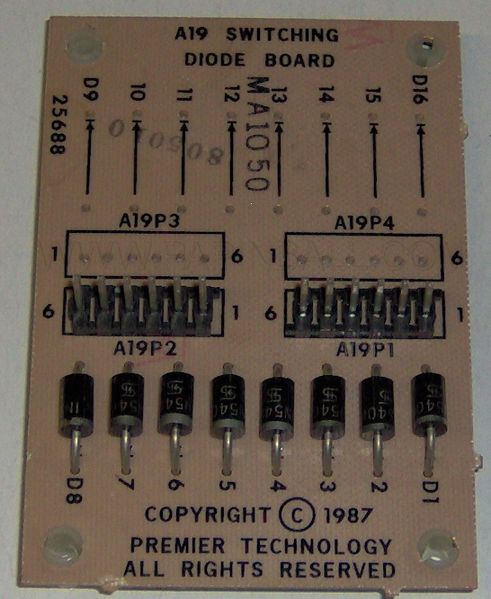 A19 SWITCHING
DIODE BOARD
D9 10 11 12 13 14 15 D16
25688
MA1050
805010
A19P3 A19P4
1 6 1 6
6 1 6 1
A19P2 A19P1
D8 7 6 5 4 3 2 D1
COPYRIGHT © 1987
PREMIER TECHNOLOGY
ALL RIGHTS RESERVED